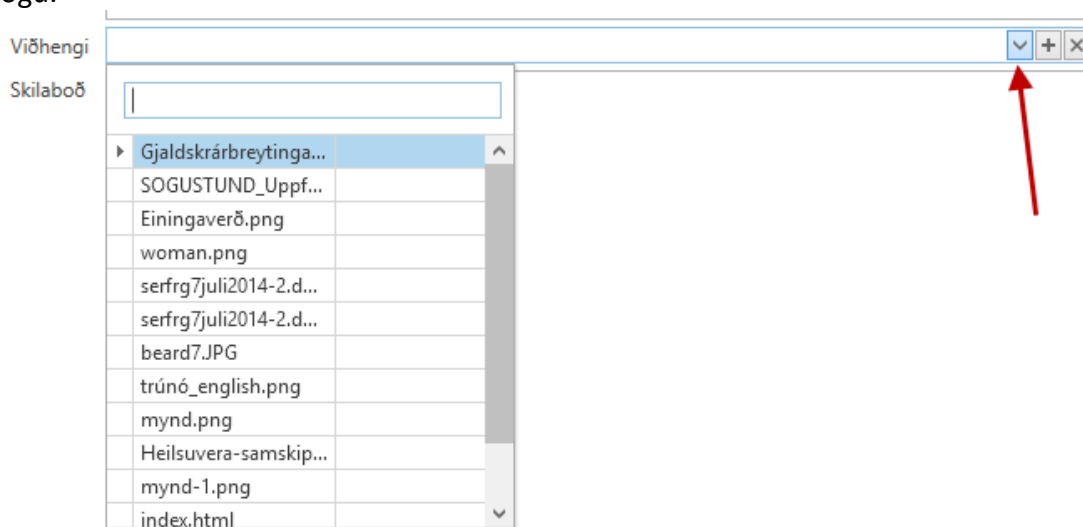 Viðhengi
Skilaboð
Gjaldskrárbreytinga...
SOGUSTUND_Uppf...
Einingaverð.png
woman.png
serfrg7juli2014-2.d...
serfrg7juli2014-2.d...
beard7.JPG
trúnó_english.png
mynd.png
Heilsuvera-samskip...
mynd-1.png
index.html